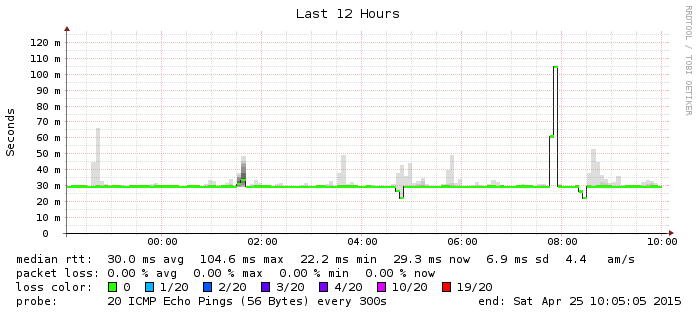 Last 12 Hours
RRDTOOL / TOBI OETIKER
Seconds
120 m
110 m
100 m
90 m
80 m
70 m
60 m
50 m
40 m
30 m
20 m
10 m
0
00:00 02:00 04:00 06:00 08:00 10:00
median rtt: 30.0 ms avg 104.6 ms max 22.2 ms min 29.3 ms now 6.9 ms sd 4.4 am/s
packet loss: 0.00 % avg 0.00 % max 0.00 % min 0.00 % now
loss color: 0 1/20 2/20 3/20 4/20 10/20 19/20
probe: 20 ICMP Echo Pings (56 Bytes) every 300s end: Sat Apr 25 10:05:05 2015